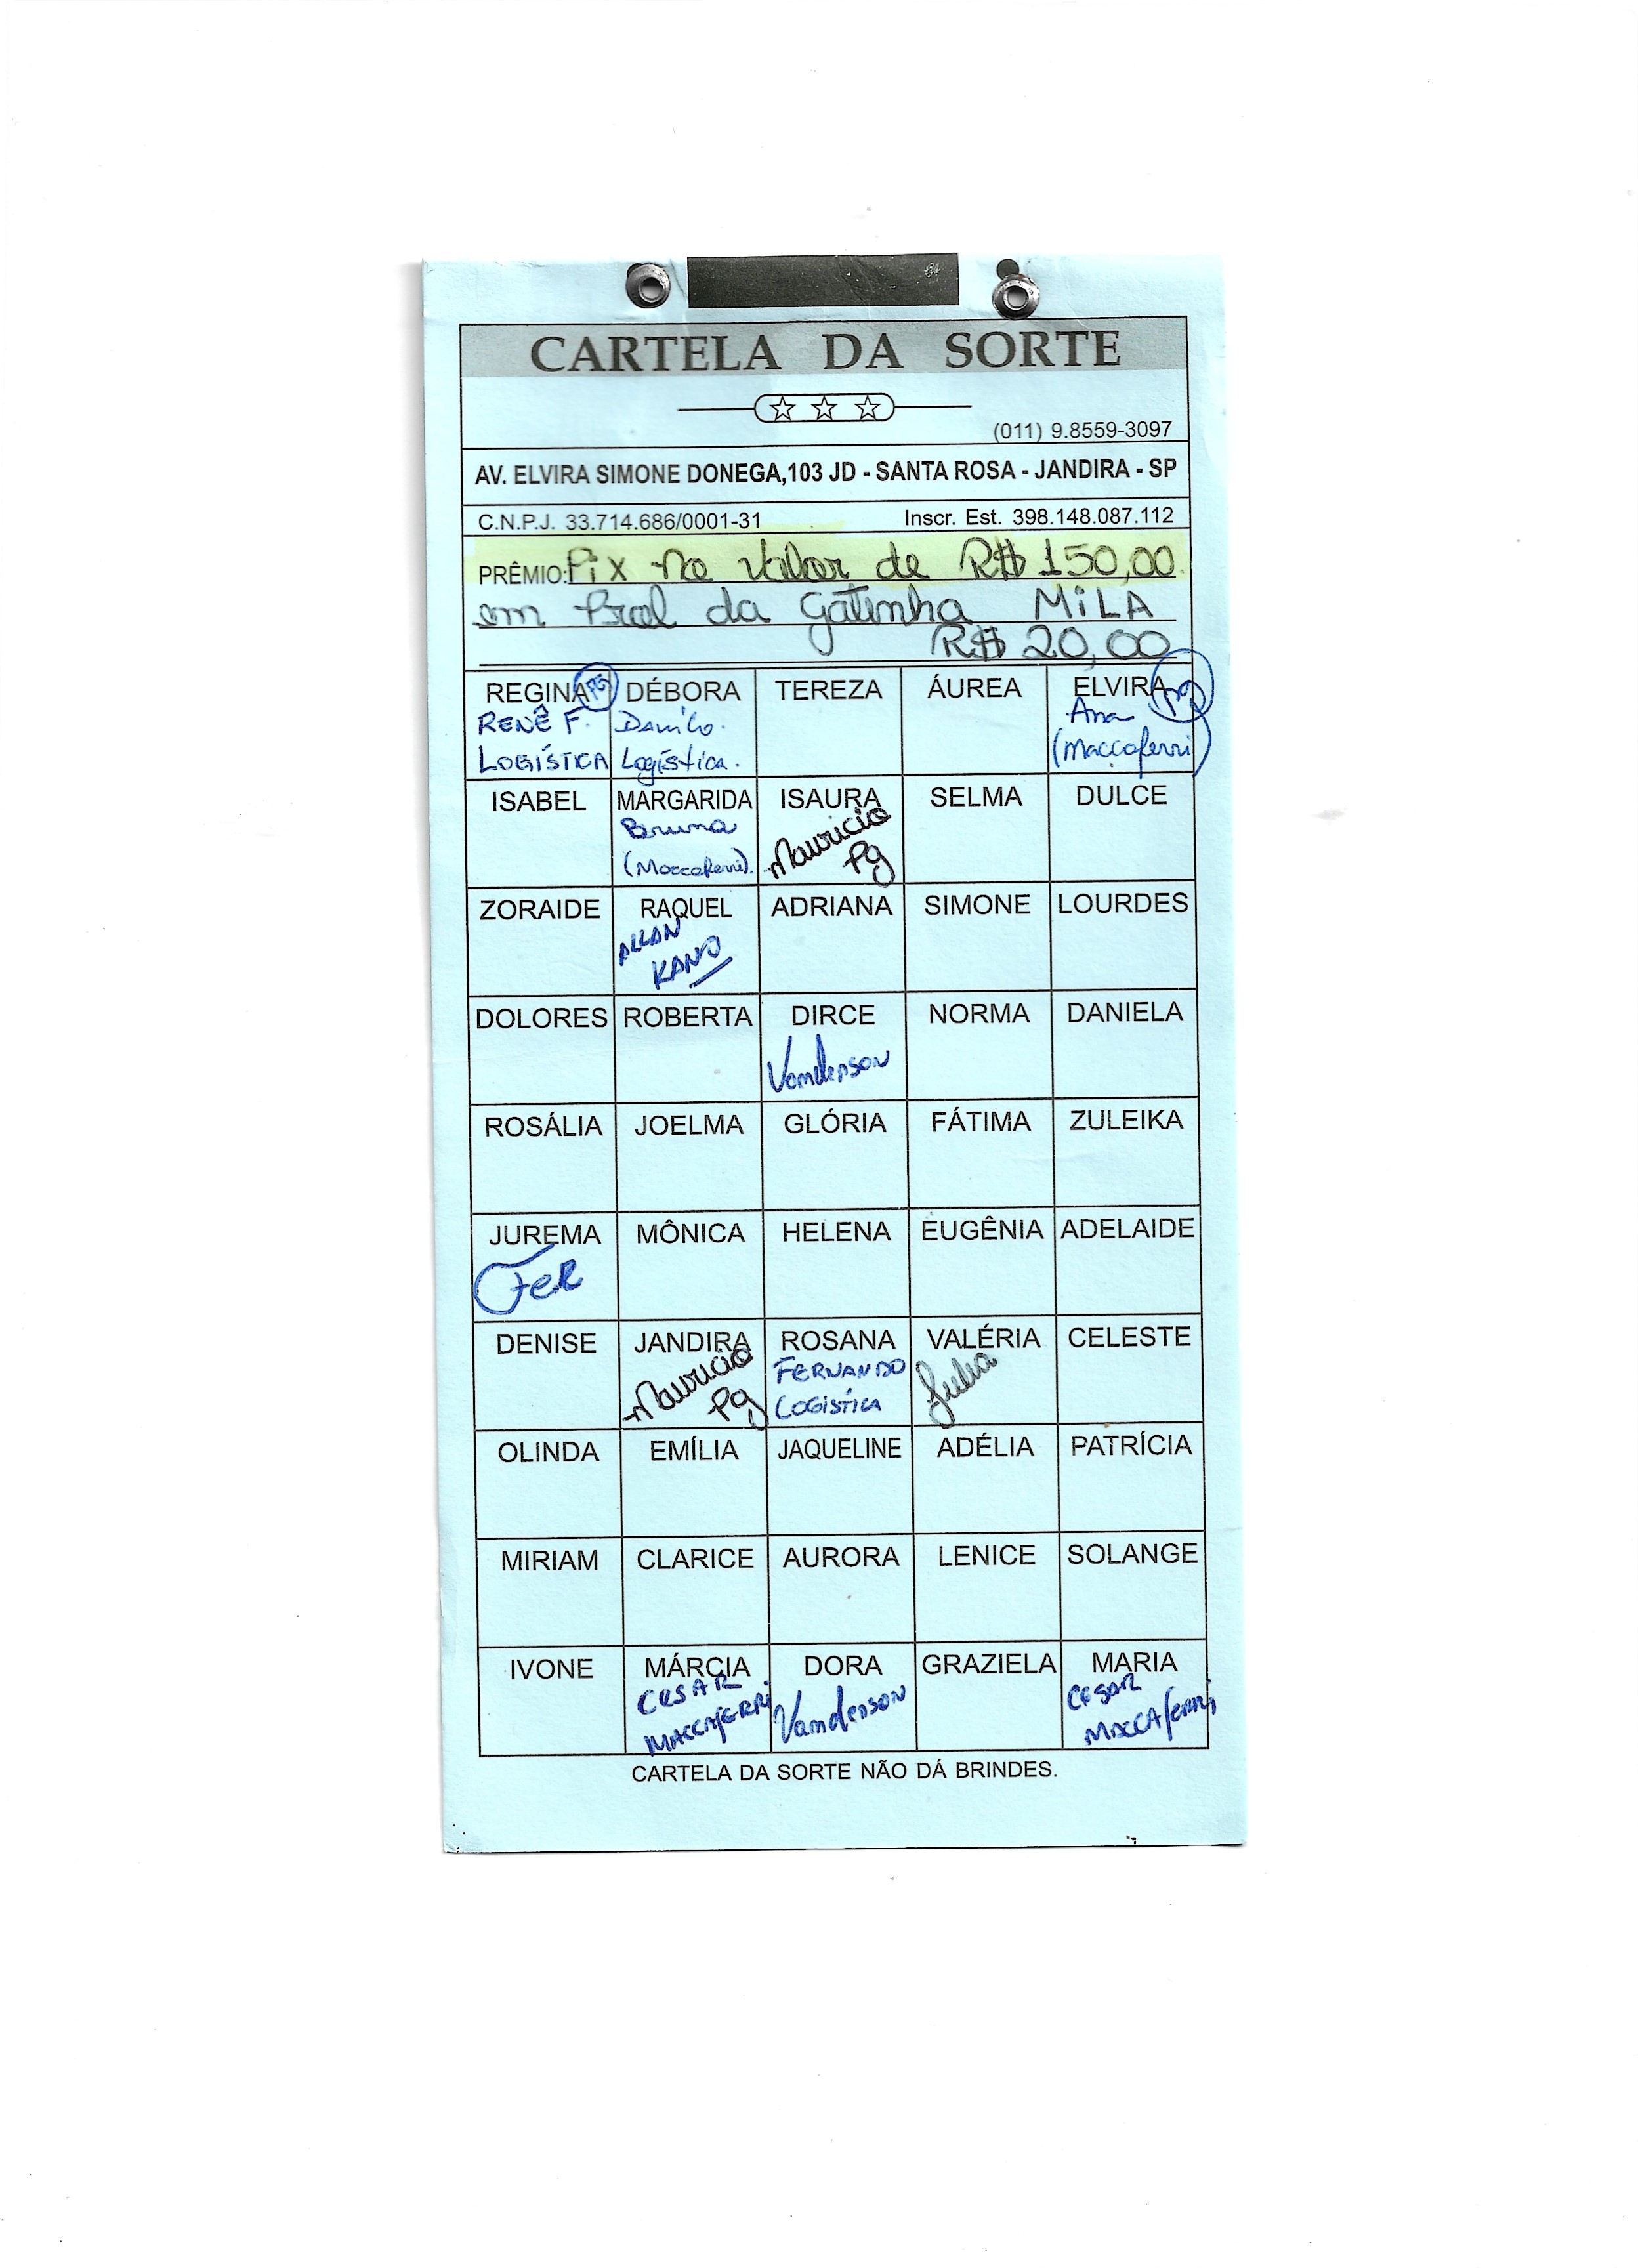 CARTELA DA SORTE
(011) 9.8559-3097
AV. ELVIRA SIMONE DONEGA,103 JD - SANTA ROSA - JANDIRA - SP
C.N.P.J. 33.714.686/0001-31 Inscr. Est. 398.148.087.112
PRÊMIO: Pix no Valor de R$ 150,00
em Prol da gatinha MiLA
R$ 20,00
REGINA PG DÉBORA TEREZA ÁUREA ELVIRA PG
RENÊ F. Danilo. Ana
LOGÍSTICA Logística. (Maccaferri)
ISABEL MARGARIDA ISAURA SELMA DULCE
Bruna Mauricio
(Maccaferri). Pg
ZORAIDE RAQUEL ADRIANA SIMONE LOURDES
ALLAN
KANO
DOLORES ROBERTA DIRCE NORMA DANIELA
Vanderson
ROSÁLIA JOELMA GLÓRIA FÁTIMA ZULEIKA
JUREMA MÔNICA HELENA EUGÊNIA ADELAIDE
FER
DENISE JANDIRA ROSANA VALÉRIA CELESTE
Mauricio FERNANDO Julia
Pg LOGISTICA
OLINDA EMÍLIA JAQUELINE ADÉLIA PATRÍCIA
MIRIAM CLARICE AURORA LENICE SOLANGE
IVONE MÁRCIA DORA GRAZIELA MARIA
CESAR Vanderson CESAR
MACCAFERRI MACCAferri
CARTELA DA SORTE NÃO DÁ BRINDES.